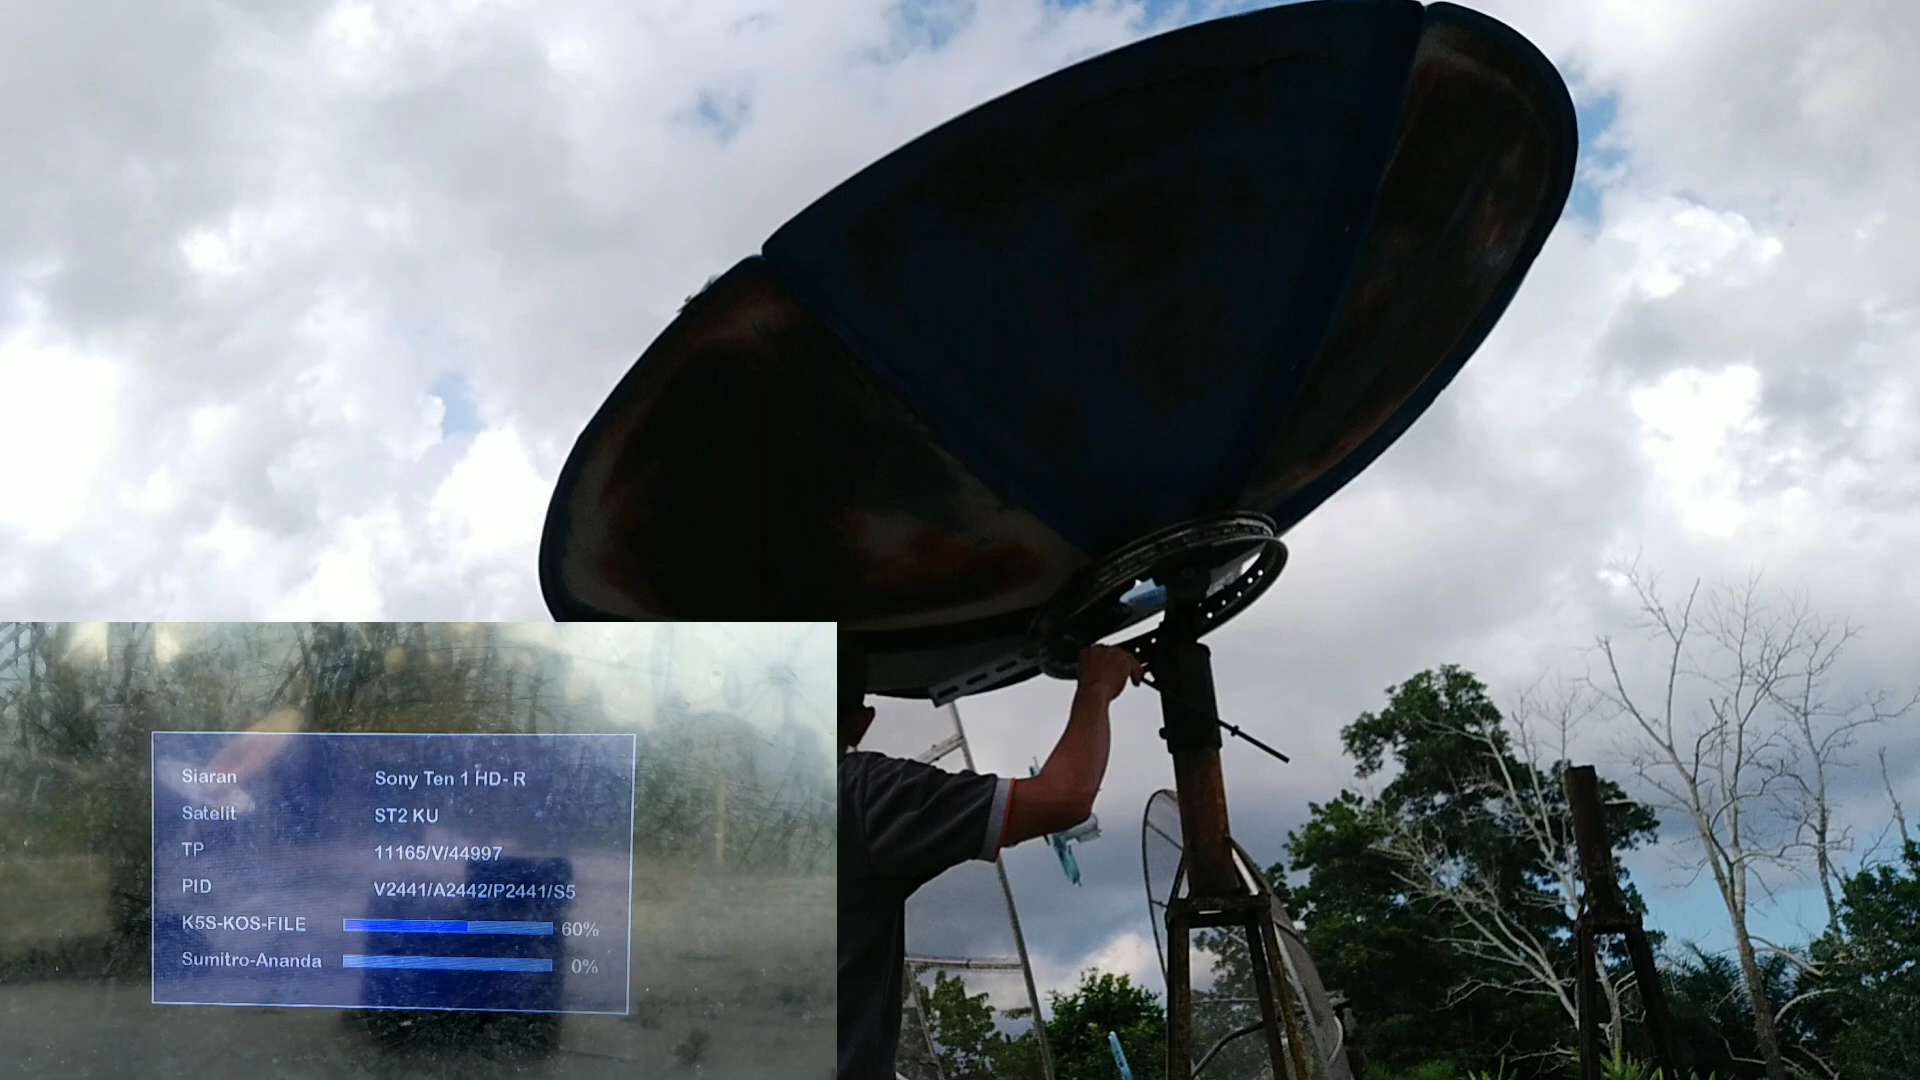 Siaran Sony Ten 1 HD- R
Satelit ST2 KU
TP 11165/V/44997
PID V2441/A2442/P2441/S5
K5S-KOS-FILE 60%
Sumitro-Ananda 0%